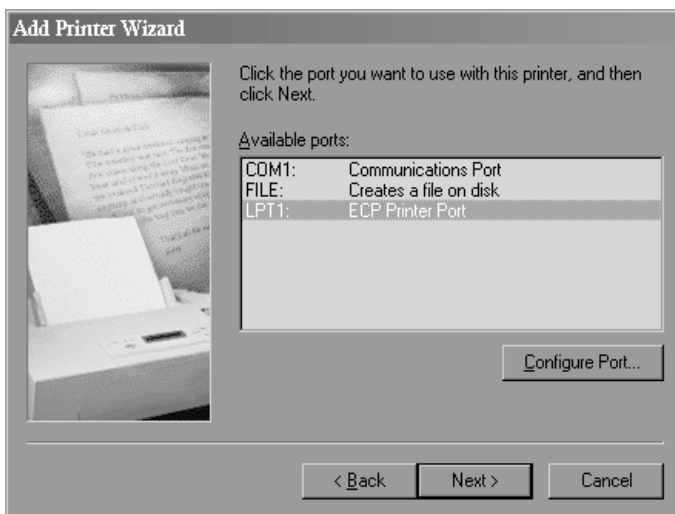 Add Printer Wizard
Click the port you want to use with this printer, and then
click Next.
Available ports:
COM1: Communications Port
FILE: Creates a file on disk
LPT1: ECP Printer Port
Configure Port...
< Back Next > Cancel